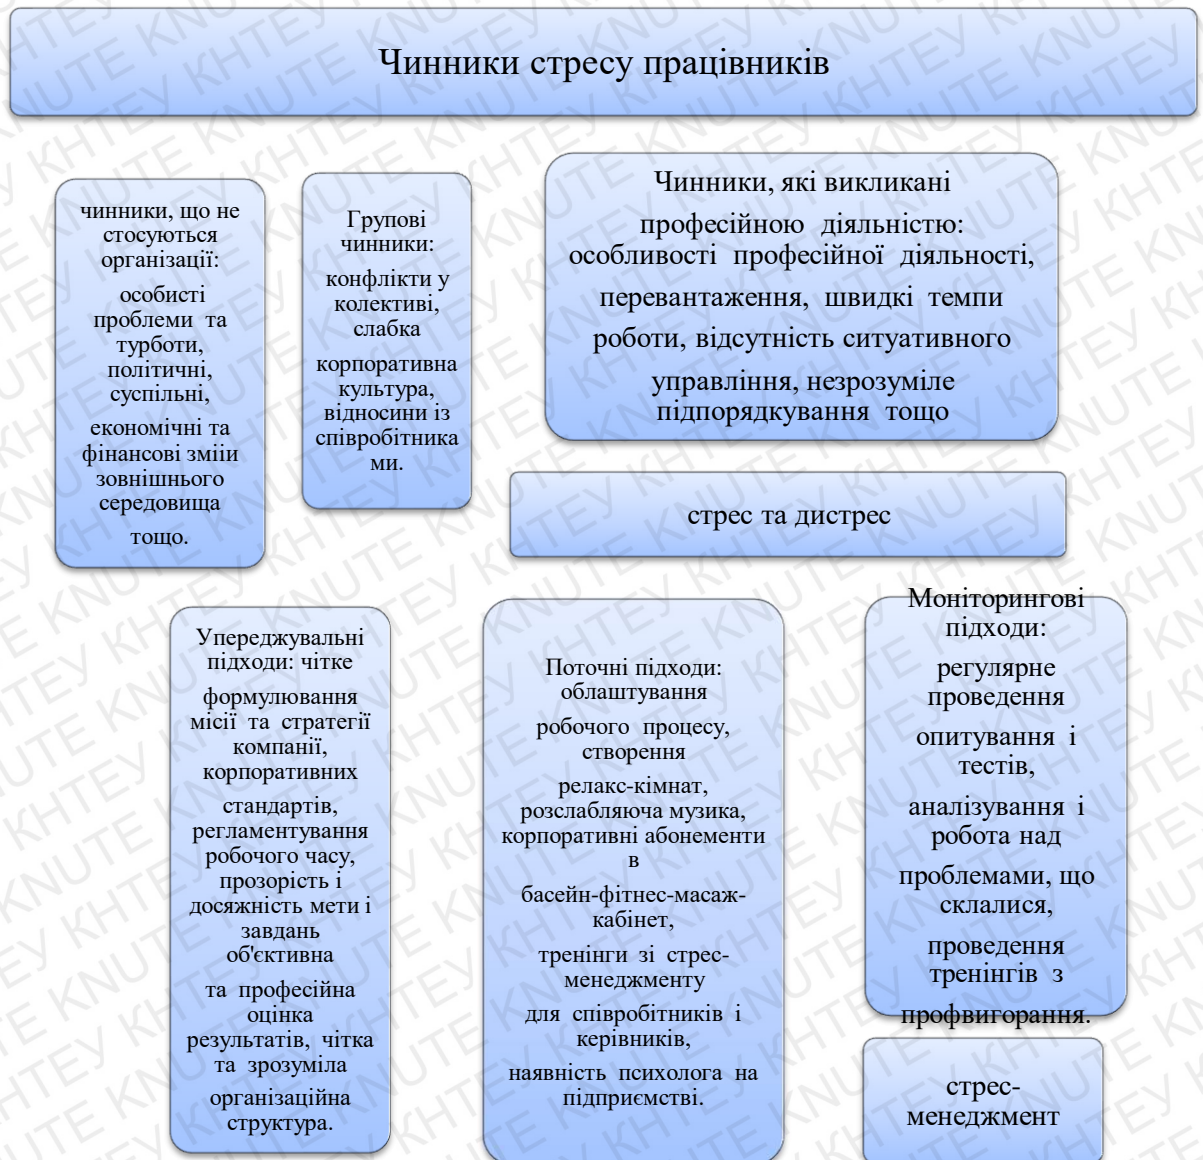 Чинники стресу працівників
чинники, що не
стосуються
організації:
особисті
проблеми та
турботи,
політичні,
суспільні,
економічні та
фінансові зміи
зовнішнього
середовища
тощо.
Групові
чинники:
конфлікти у
колективі,
слабка
корпоративна
культура,
відносини із
співробітника
ми.
Чинники, які викликані
професійною діяльністю:
особливості професійної діяльності,
перевантаження, швидкі темпи
роботи, відсутність ситуативного
управління, незрозуміле
підпорядкування тощо
стрес та дистрес
Упереджувальні
підходи: чітке
формулювання
місії та стратегії
компанії,
корпоративних
стандартів,
регламентування
робочого часу,
прозорість і
досяжність мети і
завдань
об'єктивна
та професійна
оцінка
результатів, чітка
та зрозуміла
організаційна
структура.
Поточні підходи:
облаштування
робочого процесу,
створення
релакс-кімнат,
розслабляюча музика,
корпоративні абонементи
в
басейн-фітнес-масаж-
кабінет,
тренінги зі стрес-
менеджменту
для співробітників і
керівників,
наявність психолога на
підприємстві.
Моніторингові
підходи:
регулярне
проведення
опитування і
тестів,
аналізування і
робота над
проблемами, що
склалися,
проведення
тренінгів з
профвигорання.
стрес-
менеджмент